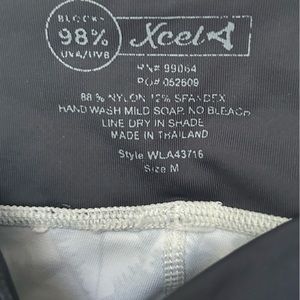 BLOCKS
98%
UVA/UVB
Xcel
RN# 99064
PO# 052609
88% NYLON 12% SPANDEX
HAND WASH MILD SOAP, NO BLEACH
LINE DRY IN SHADE
MADE IN THAILAND
Style WLA43716
Size M